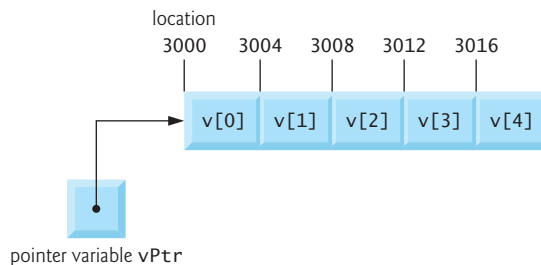 location
3000 3004 3008 3012 3016
v[0] v[1] v[2] v[3] v[4]
pointer variable vPtr